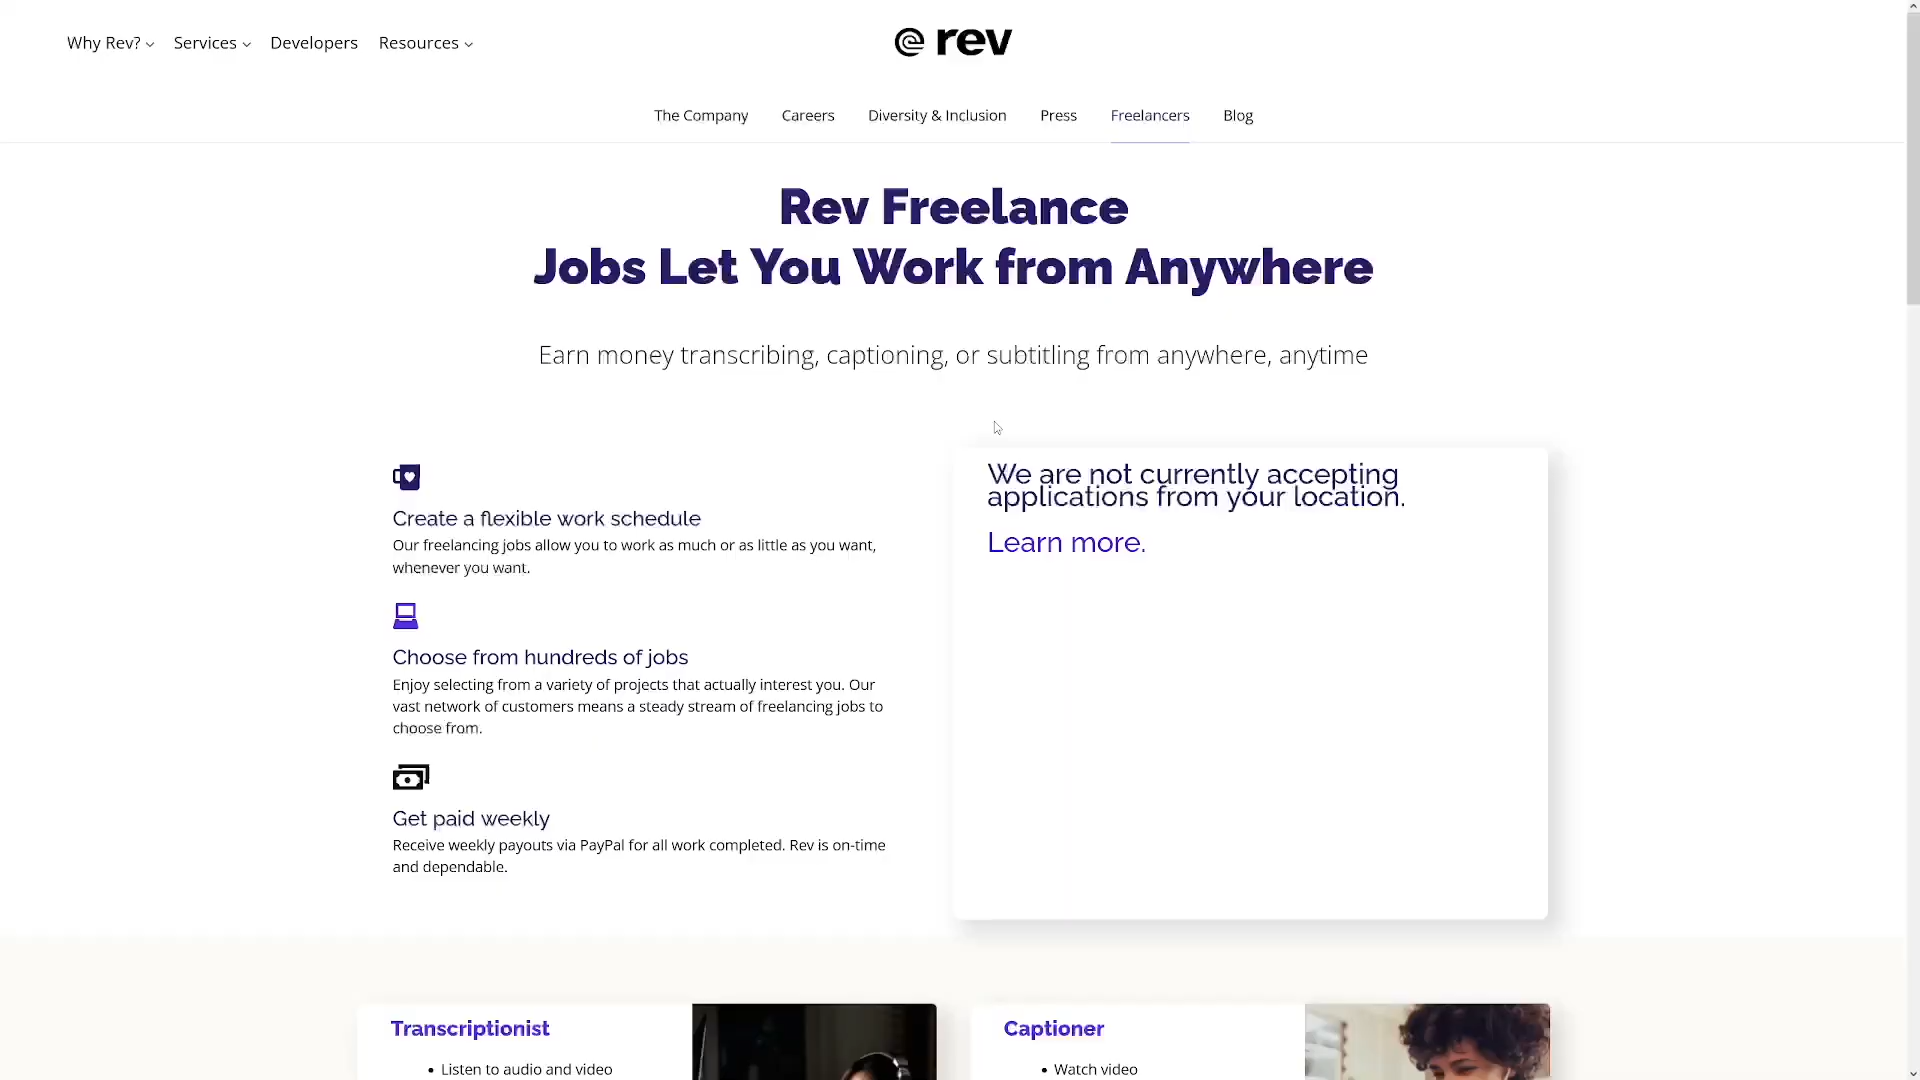 Why Rev?
Services
Developers
Resources
rev
The Company
Careers
Diversity & Inclusion
Press
Freelancers
Blog
Rev Freelance
Jobs Let You Work from Anywhere
Earn money transcribing, captioning, or subtitling from anywhere, anytime
Create a flexible work schedule
Our freelancing jobs allow you to work as much or as little as you want,
whenever you want.
Choose from hundreds of jobs
Enjoy selecting from a variety of projects that actually interest you. Our
vast network of customers means a steady stream of freelancing jobs to
choose from.
Get paid weekly
Receive weekly payouts via PayPal for all work completed. Rev is on-time
and dependable.
We are not currently accepting
applications from your location.
Learn more.
Transcriptionist
• Listen to audio and video
Captioner
• Watch video